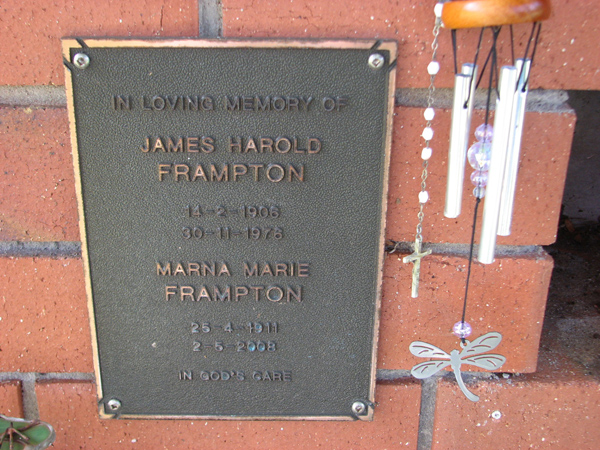 IN LOVING MEMORY OF
JAMES HAROLD
FRAMPTON
14-2-1906
30-11-1976
MARNA MARIE
FRAMPTON
25-4-1911
2-5-2008
IN GOD'S CARE